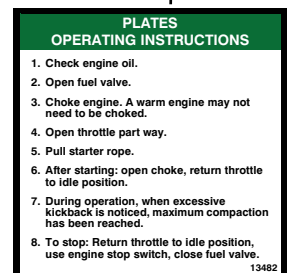 PLATES
OPERATING INSTRUCTIONS
1. Check engine oil.
2. Open fuel valve.
3. Choke engine. A warm engine may not
need to be choked.
4. Open throttle part way.
5. Pull starter rope.
6. After starting: open choke, return throttle
to idle position.
7. During operation, when excessive
kickback is noticed, maximum compaction
has been reached.
8. To stop: Return throttle to idle position,
use engine stop switch, close fuel valve.
13482